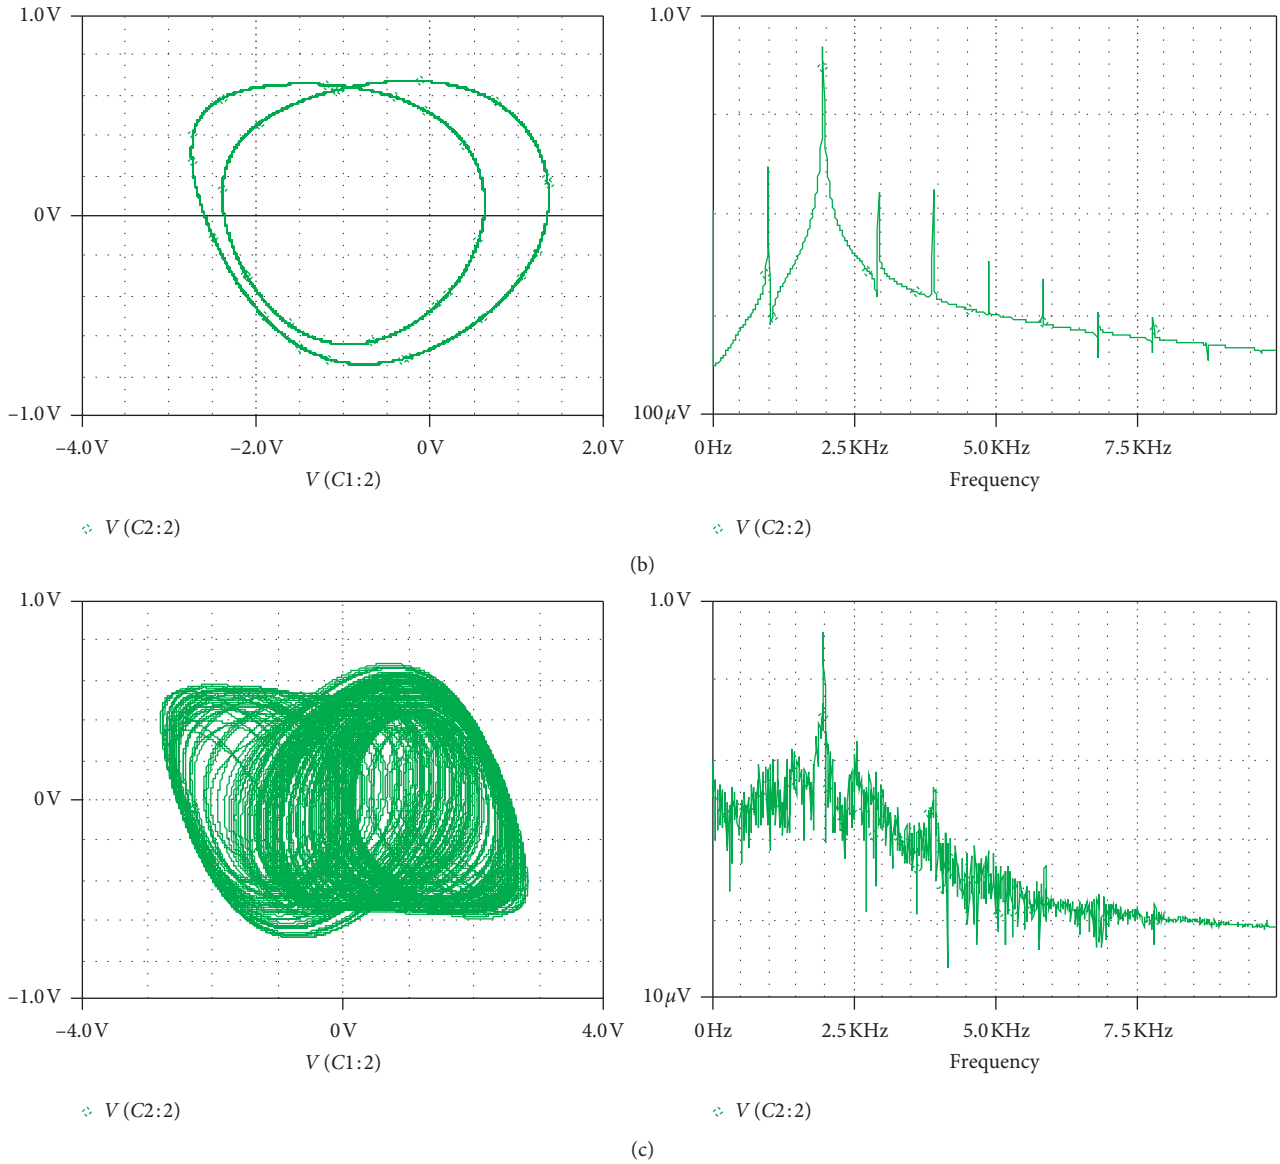 1.0 V
0 V
–1.0 V
–4.0 V –2.0 V 0 V 2.0 V
V (C1:2)
V (C2:2)
1.0 V
100 µV
0 Hz 2.5 KHz 5.0 KHz 7.5 KHz
Frequency
V (C2:2)
(b)
1.0 V
0 V
–1.0 V
–4.0 V 0 V 4.0 V
V (C1:2)
V (C2:2)
1.0 V
10 µV
0 Hz 2.5 KHz 5.0 KHz 7.5 KHz
Frequency
V (C2:2)
(c)